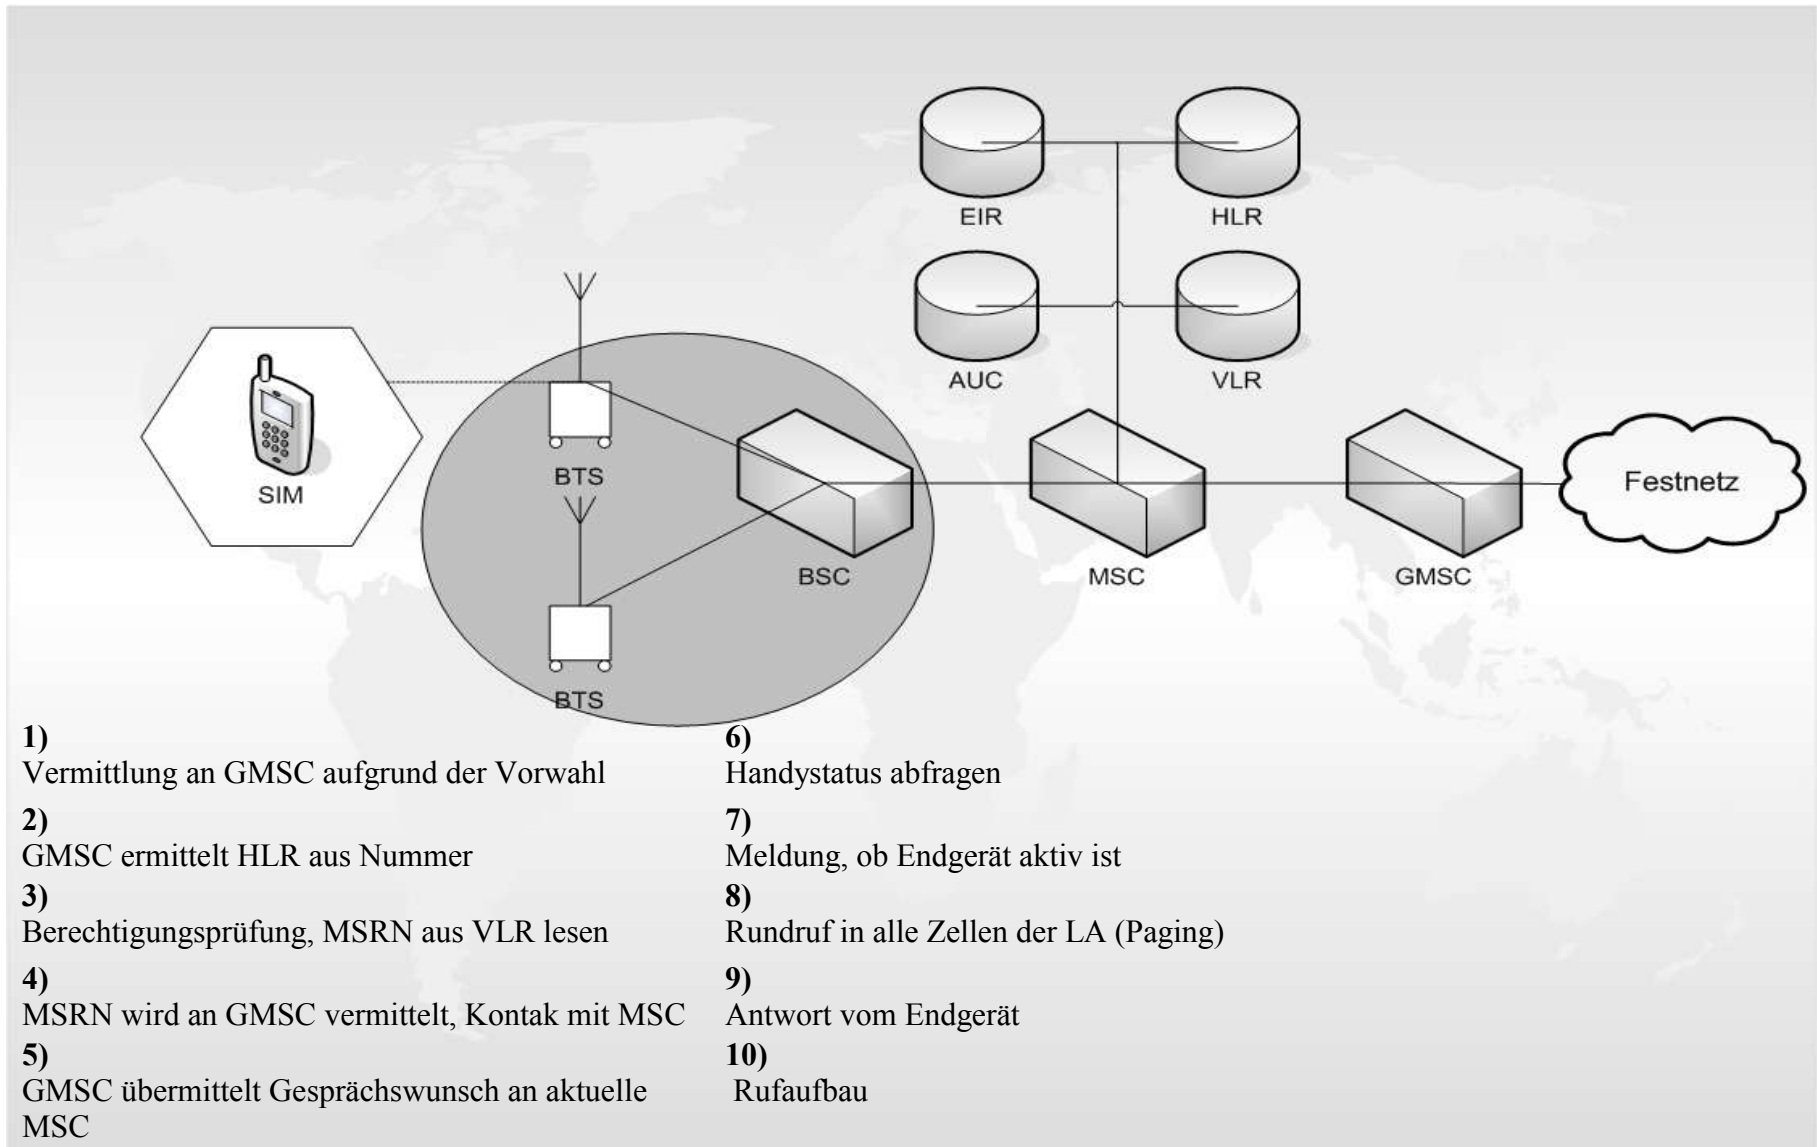 EIR
HLR
AUC
VLR
SIM
BTS
BTS
BSC
MSC
GMSC
Festnetz
1)
Vermittlung an GMSC aufgrund der Vorwahl
2)
GMSC ermittelt HLR aus Nummer
3)
Berechtigungsprüfung, MSRN aus VLR lesen
4)
MSRN wird an GMSC vermittelt, Kontak mit MSC
5)
GMSC übermittelt Gesprächswunsch an aktuelle
MSC
6)
Handystatus abfragen
7)
Meldung, ob Endgerät aktiv ist
8)
Rundruf in alle Zellen der LA (Paging)
9)
Antwort vom Endgerät
10)
Rufaufbau